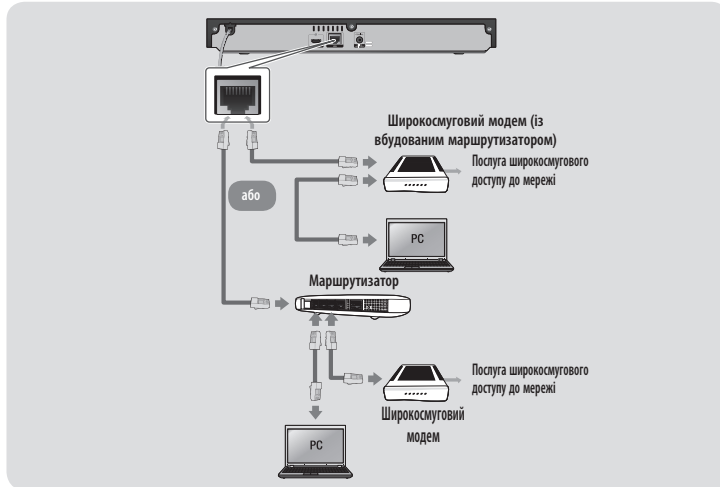 Широкосмуговий модем (із
вбудованим маршрутизатором)
Послуга широкосмугового
доступу до мережі
або
PC
Маршрутизатор
Послуга широкосмугового
доступу до мережі
Широкосмуговий
модем
PC